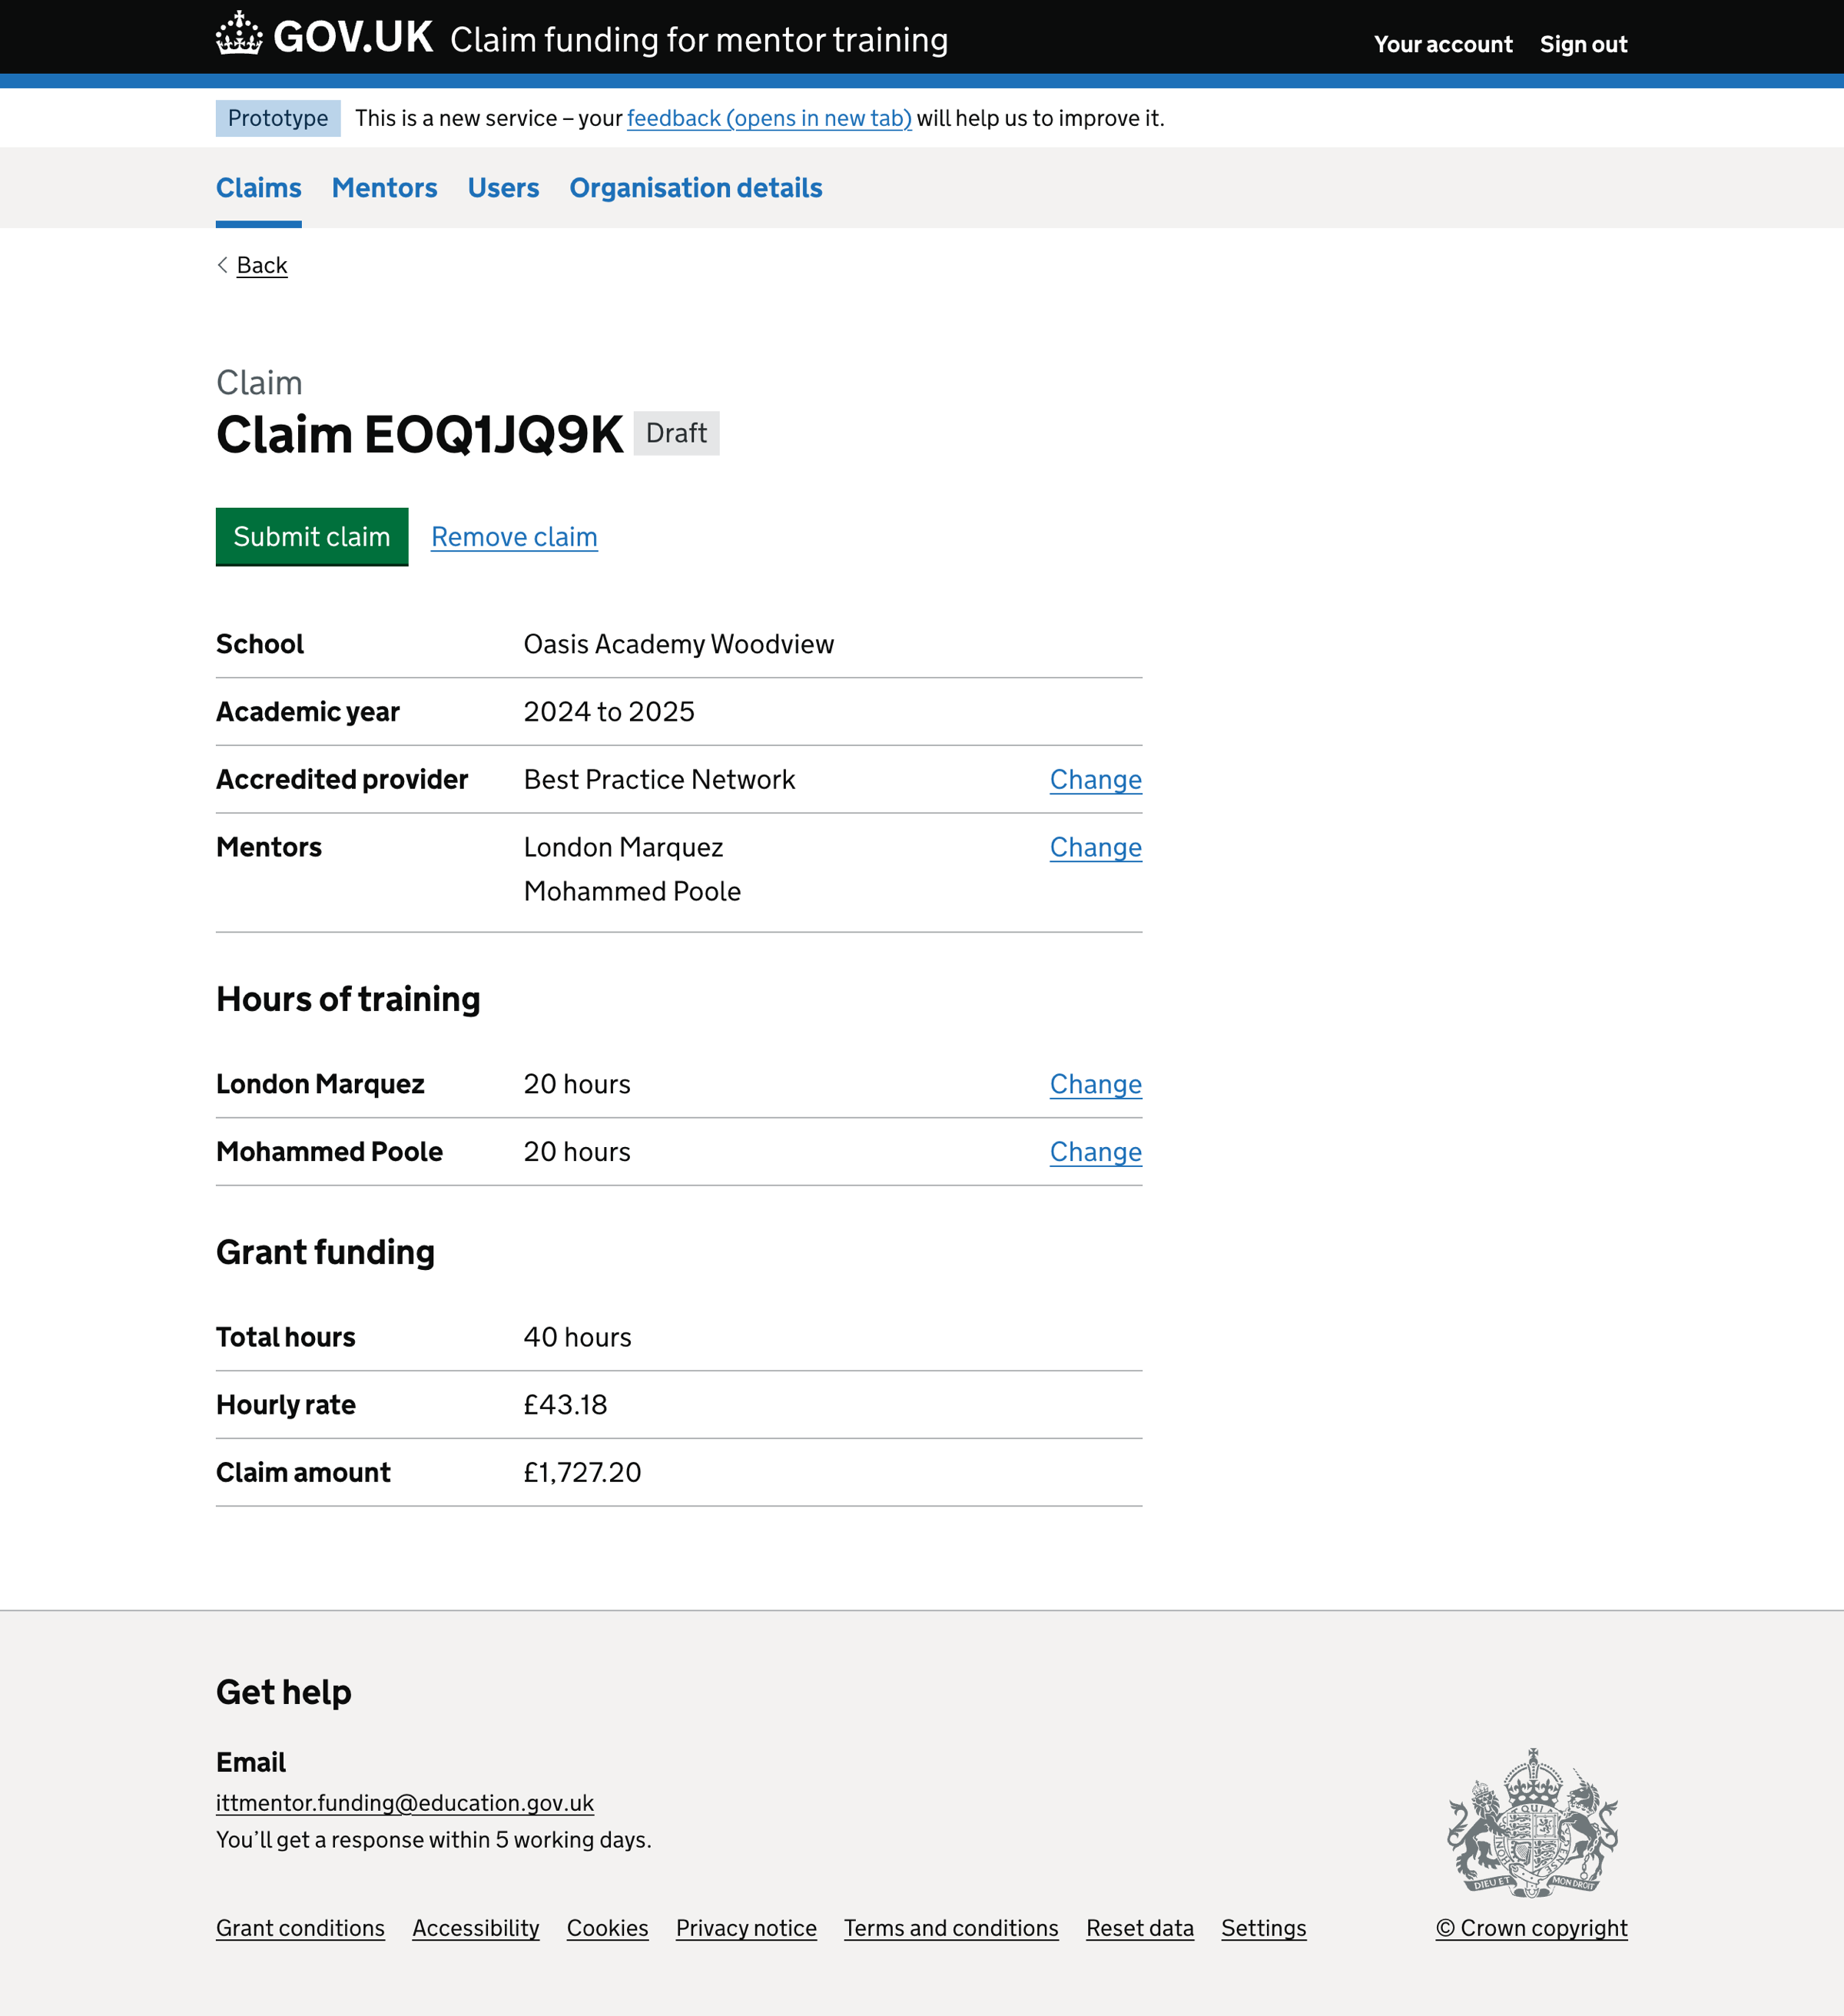 GOV.UK Claim funding for mentor training
Your account Sign out
Prototype This is a new service – your feedback (opens in new tab) will help us to improve it.
Claims Mentors Users Organisation details
Back
Claim
Claim EOQ1JQ9K Draft
Submit claim Remove claim
School Oasis Academy Woodview
Academic year 2024 to 2025
Accredited provider Best Practice Network Change
Mentors London Marquez Change
Mohammed Poole
Hours of training
London Marquez 20 hours Change
Mohammed Poole 20 hours Change
Grant funding
Total hours 40 hours
Hourly rate £43.18
Claim amount £1,727.20
Get help
Email
ittmentor.funding@education.gov.uk
You’ll get a response within 5 working days.
DIEU ET MON DROIT
Grant conditions Accessibility Cookies Privacy notice Terms and conditions Reset data Settings © Crown copyright